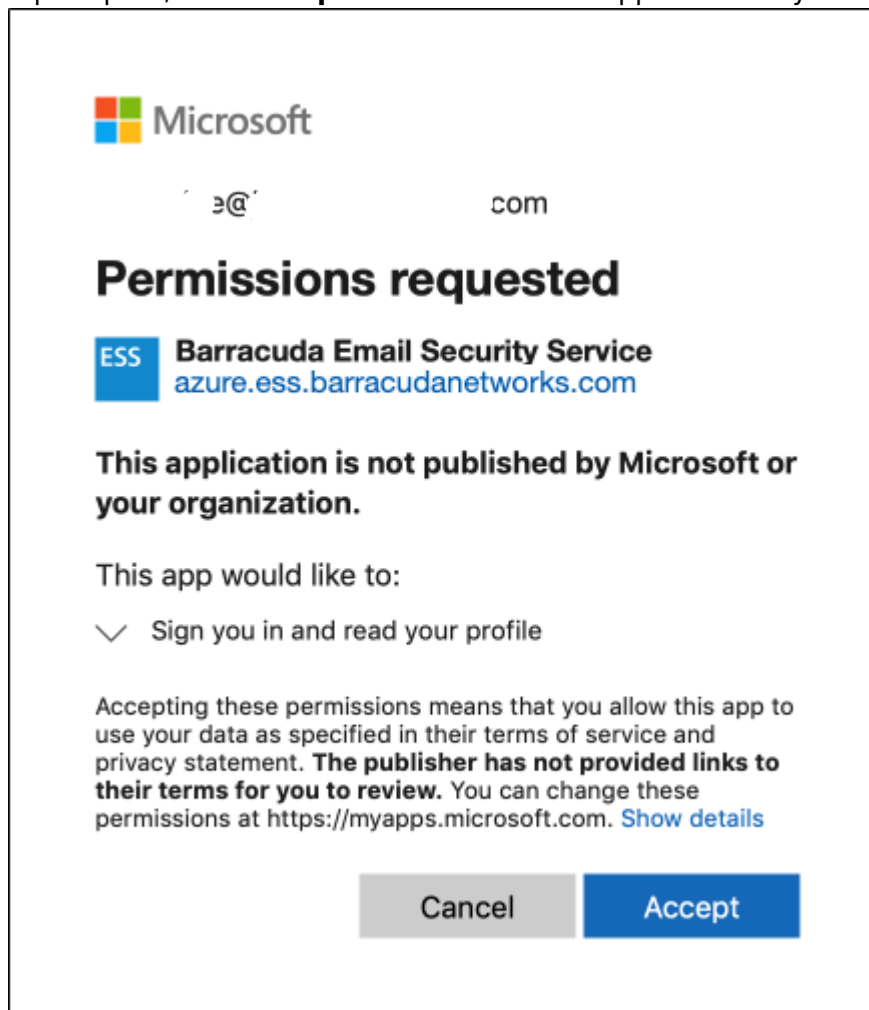 Microsoft
e@ com
Permissions requested
ESS
Barracuda Email Security Service
azure.ess.barracudanetworks.com
This application is not published by Microsoft or
your organization.
This app would like to:
Sign you in and read your profile
Accepting these permissions means that you allow this app to
use your data as specified in their terms of service and
privacy statement. The publisher has not provided links to
their terms for you to review. You can change these
permissions at https://myapps.microsoft.com. Show details
Cancel Accept